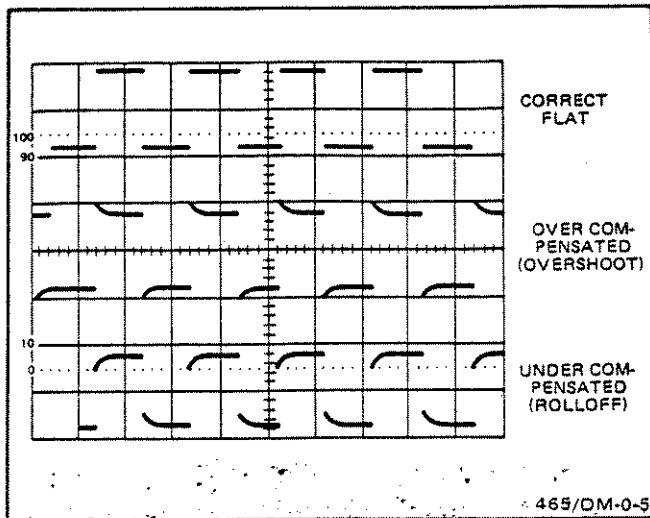 CORRECT
FLAT
100
90
OVER COM-
PENSATED
(OVERSHOOT)
10
0
UNDER COM-
PENSATED
(ROLLOFF)
465/DM-0-5